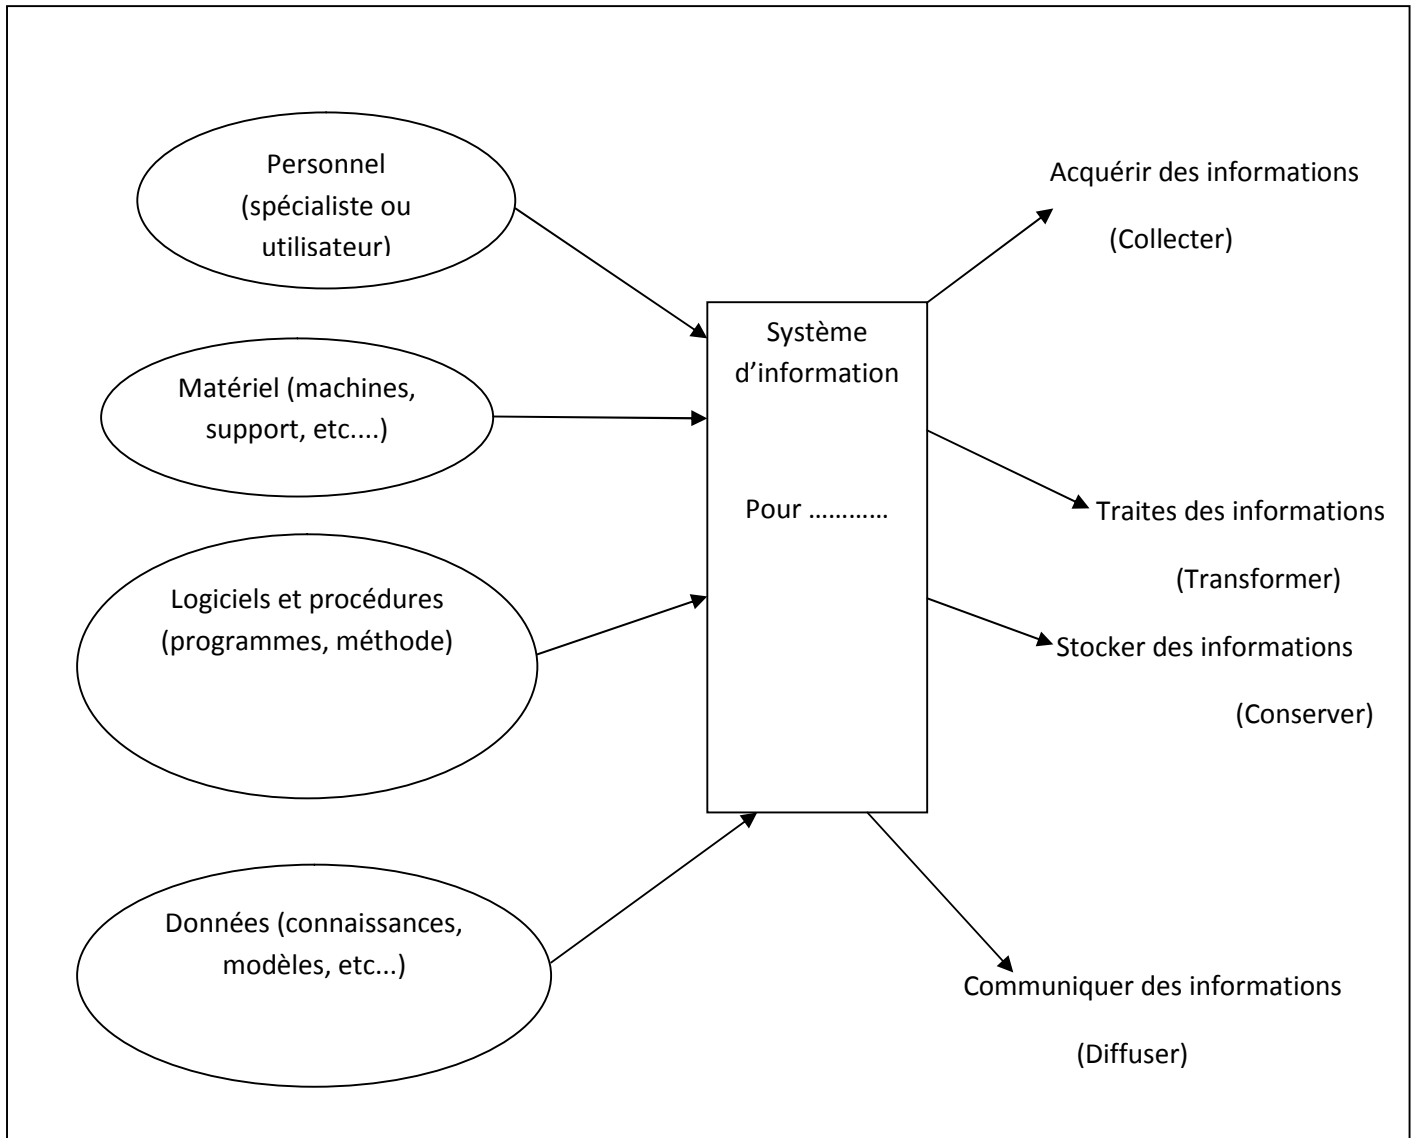 Personnel
(spécialiste ou
utilisateur)
Matériel (machines,
support, etc....)
Logiciels et procédures
(programmes, méthode)
Données (connaissances,
modèles, etc...)
Système
d’information
Pour …………
Acquérir des informations
(Collecter)
Traites des informations
(Transformer)
Stocker des informations
(Conserver)
Communiquer des informations
(Diffuser)